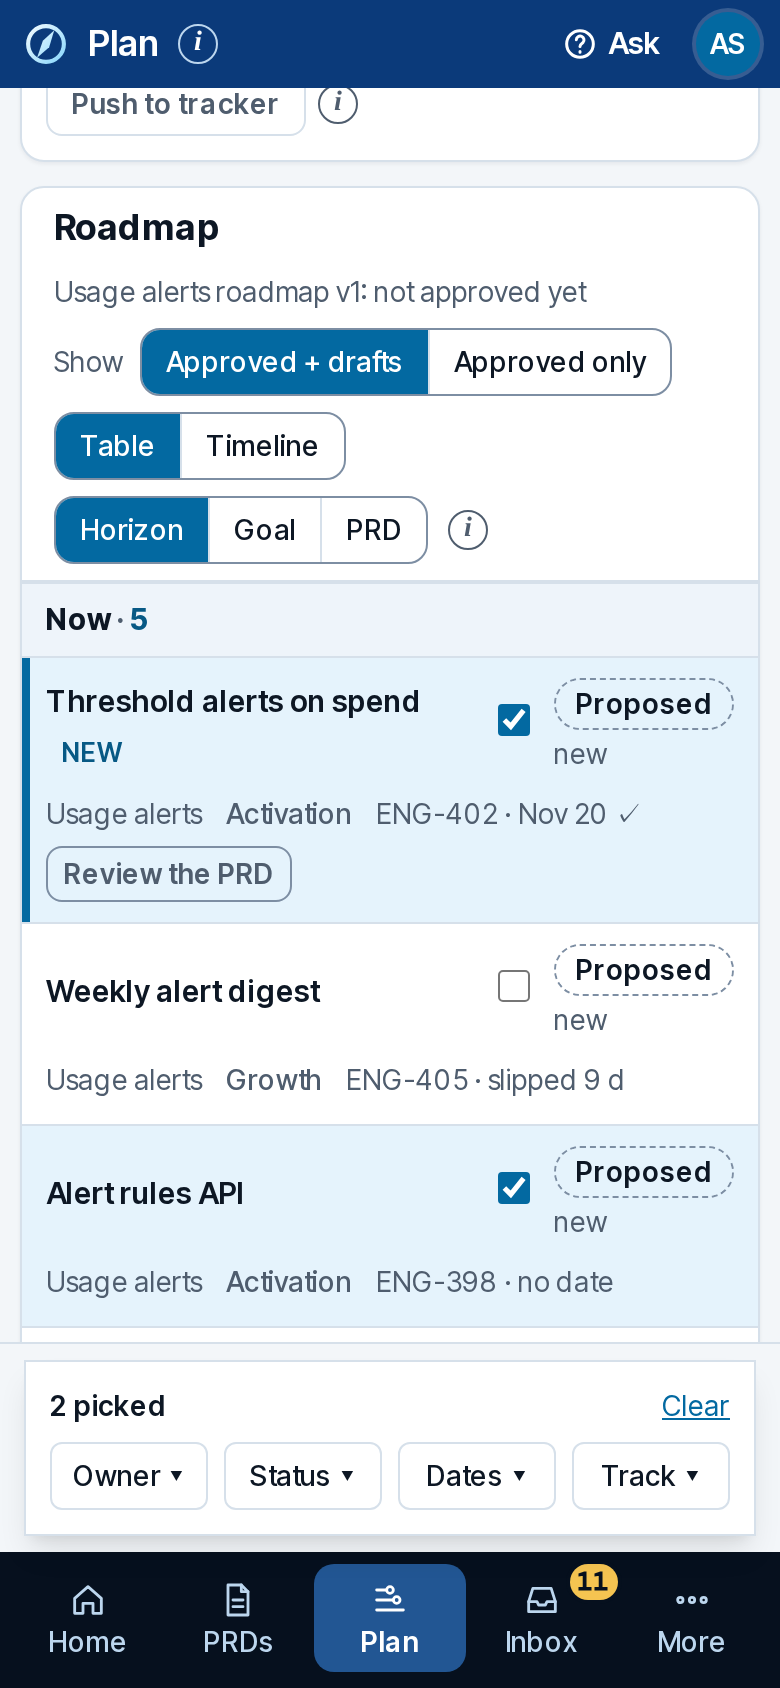 Plan i Ask AS
Push to tracker i
Roadmap
Usage alerts roadmap v1: not approved yet
Show Approved + drafts Approved only
Table Timeline
Horizon Goal PRD i
Now · 5
Threshold alerts on spend Proposed
NEW new
Usage alerts Activation ENG-402 · Nov 20 ✓
Review the PRD
Weekly alert digest Proposed
new
Usage alerts Growth ENG-405 · slipped 9 d
Alert rules API Proposed
new
Usage alerts Activation ENG-398 · no date
2 picked Clear
Owner ▾ Status ▾ Dates ▾ Track ▾
11
Home PRDs Plan Inbox More